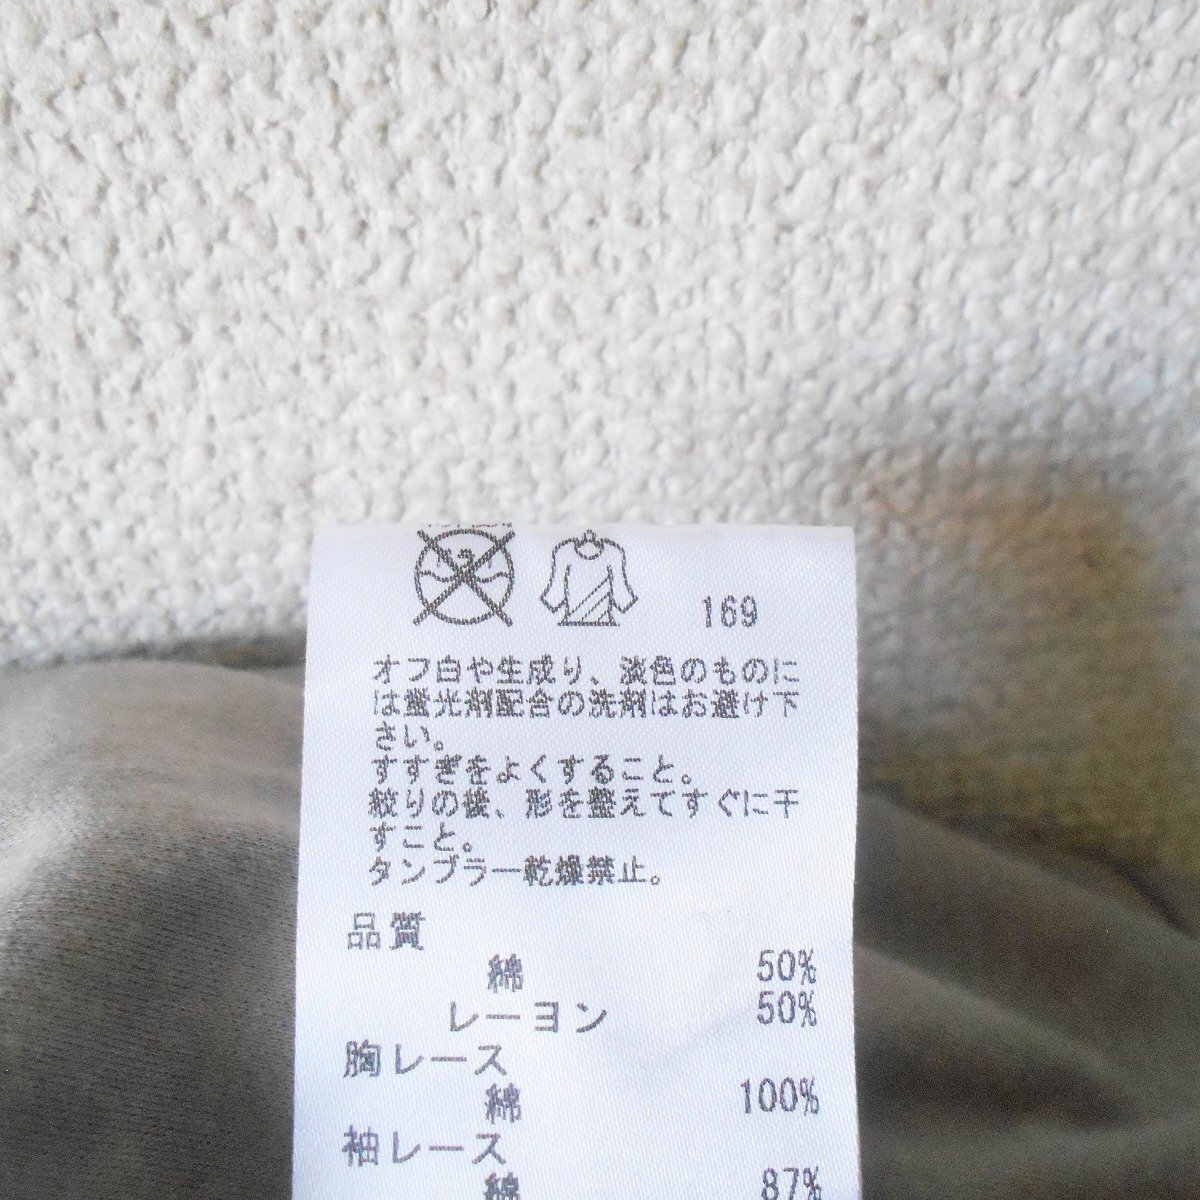 169
オフ白や生成り、淡色のものに
は蛍光剤配合の洗剤はお避け下
さい。
すすぎをよくすること。
絞りの後、形を整えてすぐに干
すこと。
タンブラー乾燥禁止。
品質
綿 50%
レーヨン 50%
胸レース
綿 100%
袖レース
綿 87%